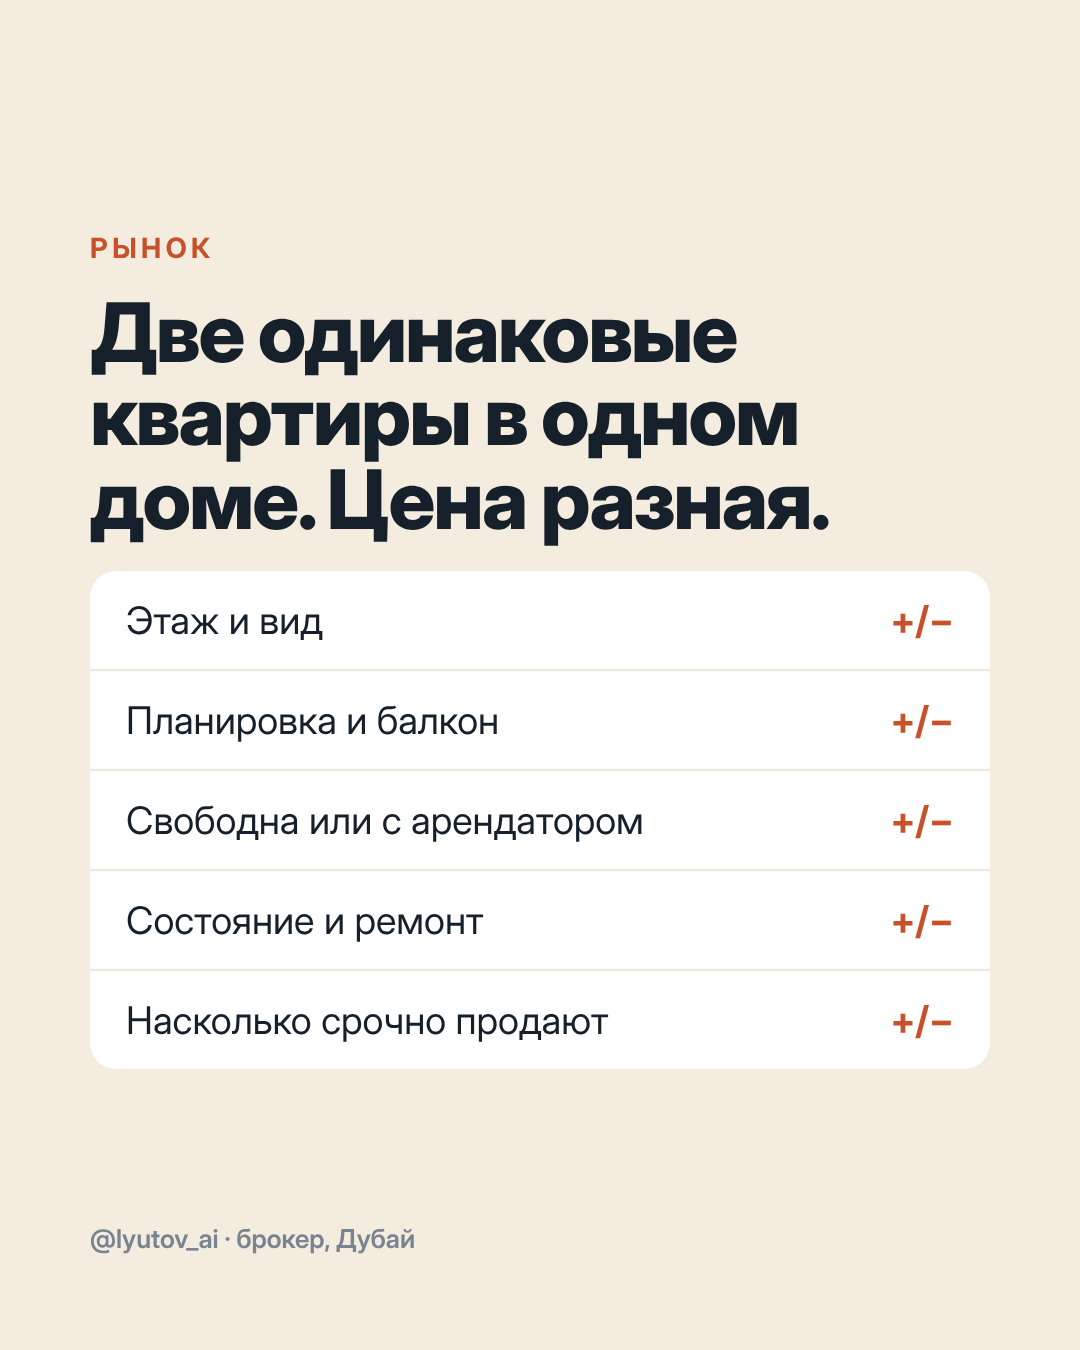 РЫНОК
Две одинаковые
квартиры в одном
доме. Цена разная.
Этаж и вид +/−
Планировка и балкон +/−
Свободна или с арендатором +/−
Состояние и ремонт +/−
Насколько срочно продают +/−
@lyutov_ai · брокер, Дубай